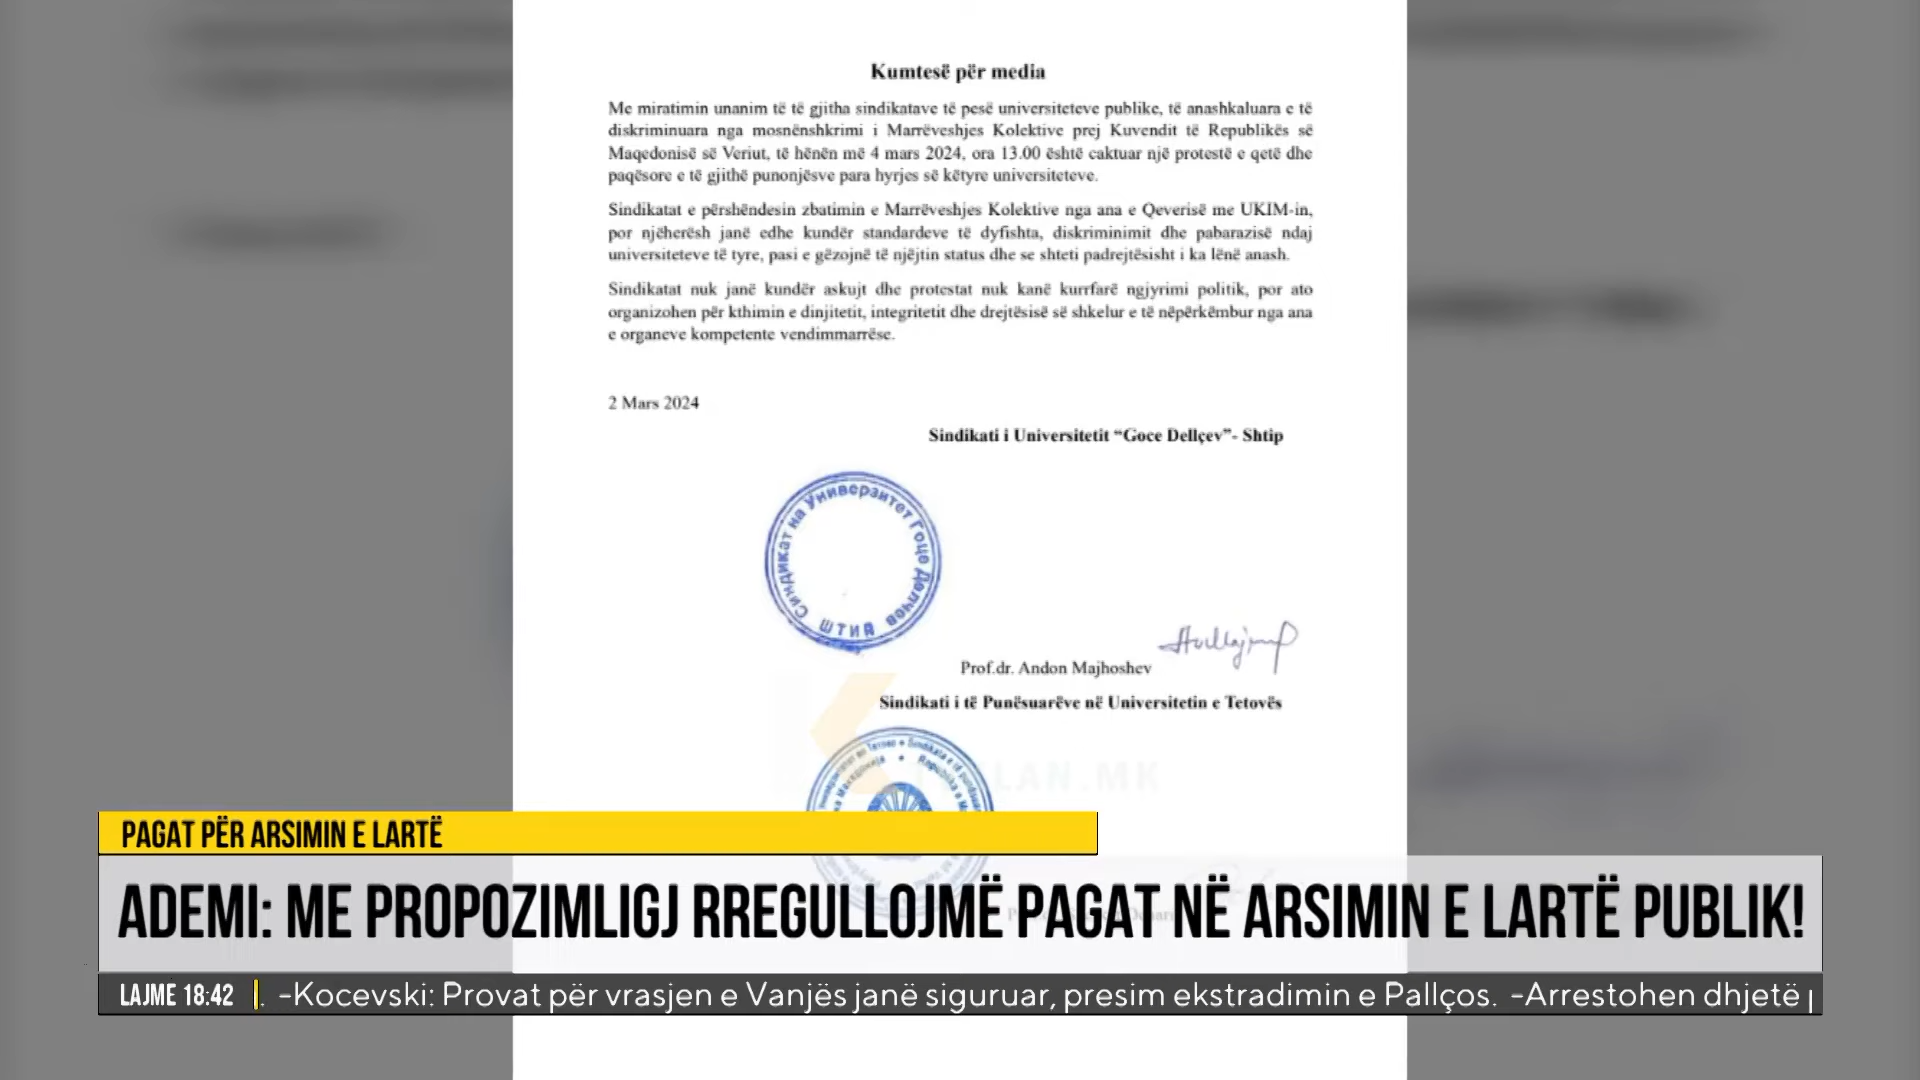 Kumtesë për media
Me miratimin unanim të të gjitha sindikatave të pesë universiteteve publike, të anashkaluara e të
diskriminuara nga mosnënshkrimi i Marrëveshjes Kolektive prej Kuvendit të Republikës së
Maqedonisë së Veriut, të hënën më 4 mars 2024, ora 13.00 është caktuar një protestë e qetë dhe
paqësore e të gjithë punonjësve para hyrjes së këtyre universiteteve.
Sindikatat e përshëndesin zbatimin e Marrëveshjes Kolektive nga ana e Qeverisë me UKIM-in,
por njëherësh janë edhe kundër standardeve të dyfishta, diskriminimit dhe pabarazisë ndaj
universiteteve të tyre, pasi e gëzojnë të njëjtin status dhe se shteti padrejtësisht i ka lënë anash.
Sindikatat nuk janë kundër askujt dhe protestat nuk kanë kurrfarë ngjyrimi politik, por ato
organizohen për kthimin e dinjitetit, integritetit dhe drejtësisë së shkelur e të nëpërkëmbur nga ana
e organeve kompetente vendimmarrëse.
2 Mars 2024
Sindikati i Universitetit “Goce Dellçev”- Shtip
Синдикат на Универзитет Гоце Делчев
ШТИП
Prof.dr. Andon Majhoshev
Sindikati i të Punësuarëve në Universitetin e Tetovës
LAN.MK
PAGAT PËR ARSIMIN E LARTË
ADEMI: ME PROPOZIMLIGJ RREGULLOJMË PAGAT NË ARSIMIN E LARTË PUBLIK!
LAJME 18:42 . -Kocevski: Provat për vrasjen e Vanjës janë siguruar, presim ekstradimin e Pallços. -Arrestohen dhjetë